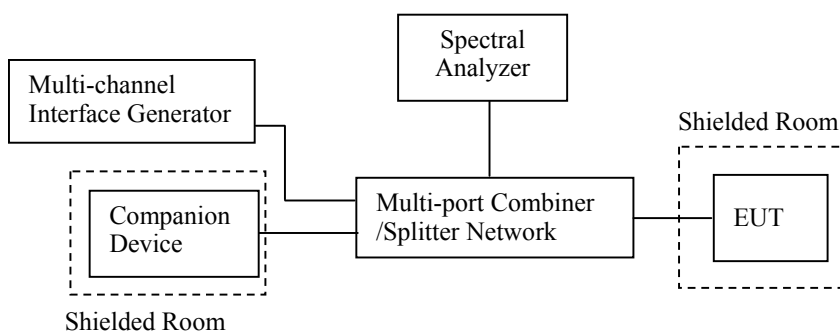 Spectral
Analyzer
Multi-channel
Interface Generator
Shielded Room
Companion
Device
Multi-port Combiner
/Splitter Network
EUT
Shielded Room